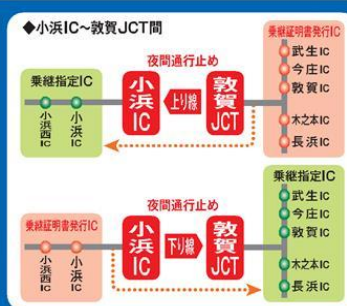 ◆小浜IC～敦賀JCT間
夜間通行止め
乗継証明書発行IC
武生IC
今庄IC
敦賀IC
木之本IC
長浜IC
乗継指定IC
小浜西IC
小浜IC
小浜IC
上り線
敦賀JCT
夜間通行止め
乗継指定IC
武生IC
今庄IC
敦賀IC
木之本IC
長浜IC
乗継証明書発行IC
小浜西IC
小浜IC
小浜IC
下り線
敦賀JCT